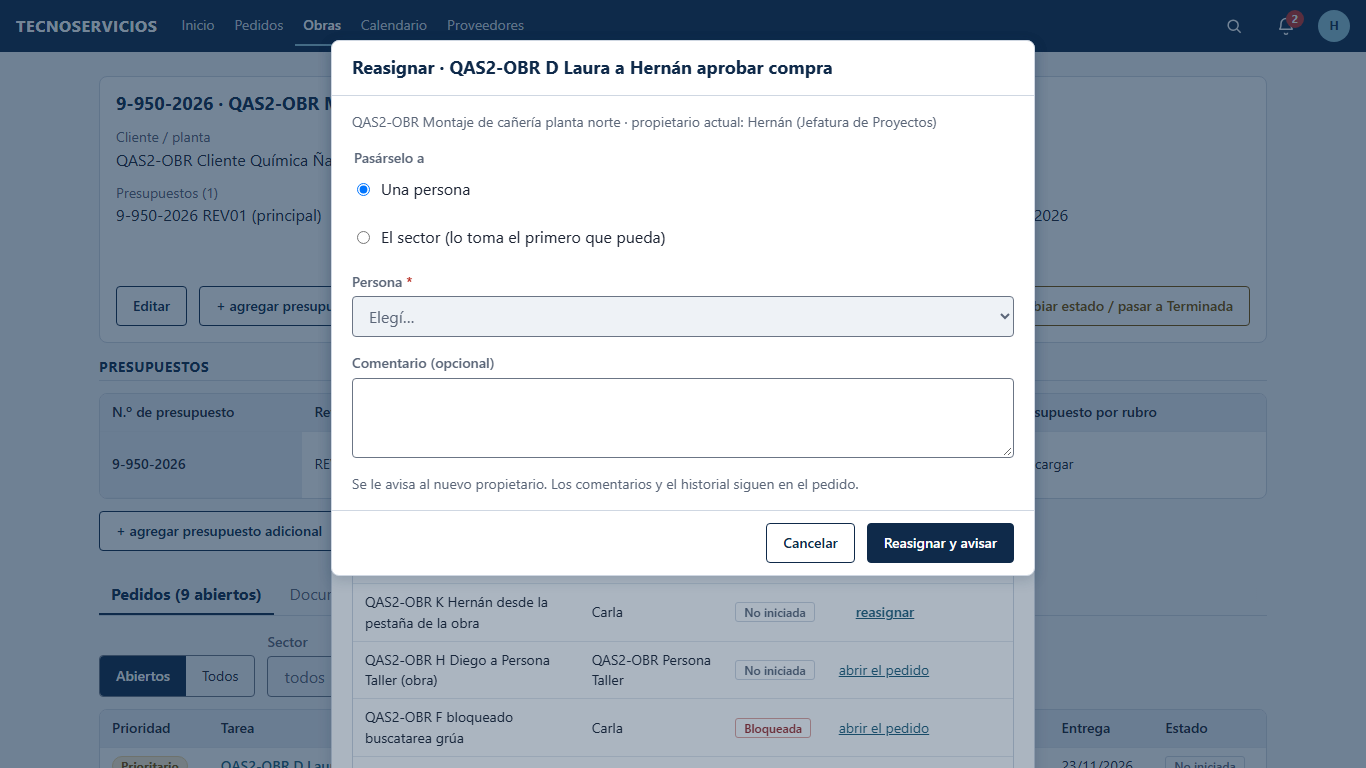 TECNOSERVICIOS Inicio Pedidos Obras Calendario Proveedores 2 H
Reasignar · QAS2-OBR D Laura a Hernán aprobar compra
QAS2-OBR Montaje de cañería planta norte · propietario actual: Hernán (Jefatura de Proyectos)
Pasárselo a
Una persona
El sector (lo toma el primero que pueda)
Persona *
Elegí...
Comentario (opcional)
Se le avisa al nuevo propietario. Los comentarios y el historial siguen en el pedido.
Cancelar Reasignar y avisar
9-950-2026 · QAS2-OBR
Cliente / planta
QAS2-OBR Cliente Química
Presupuestos (1)
9-950-2026 REV01 (principal)
2026
Editar + agregar
estado / pasar a Terminada
PRESUPUESTOS
N.º de presupuesto
por rubro
9-950-2026
cargar
+ agregar presupuesto adicional
Pedidos (9 abiertos)
Sector
Abiertos Todos todos
QAS2-OBR K Hernán desde la
pestaña de la obra
Carla No iniciada reasignar
QAS2-OBR H Diego a Persona
Taller (obra)
QAS2-OBR Persona
Taller
No iniciada abrir el pedido
QAS2-OBR F bloqueado
buscatarea grúa
Carla Bloqueada abrir el pedido
Prioridad Tarea Entrega Estado
Prioritario QAS2-OBR D 23/11/2026 No iniciada